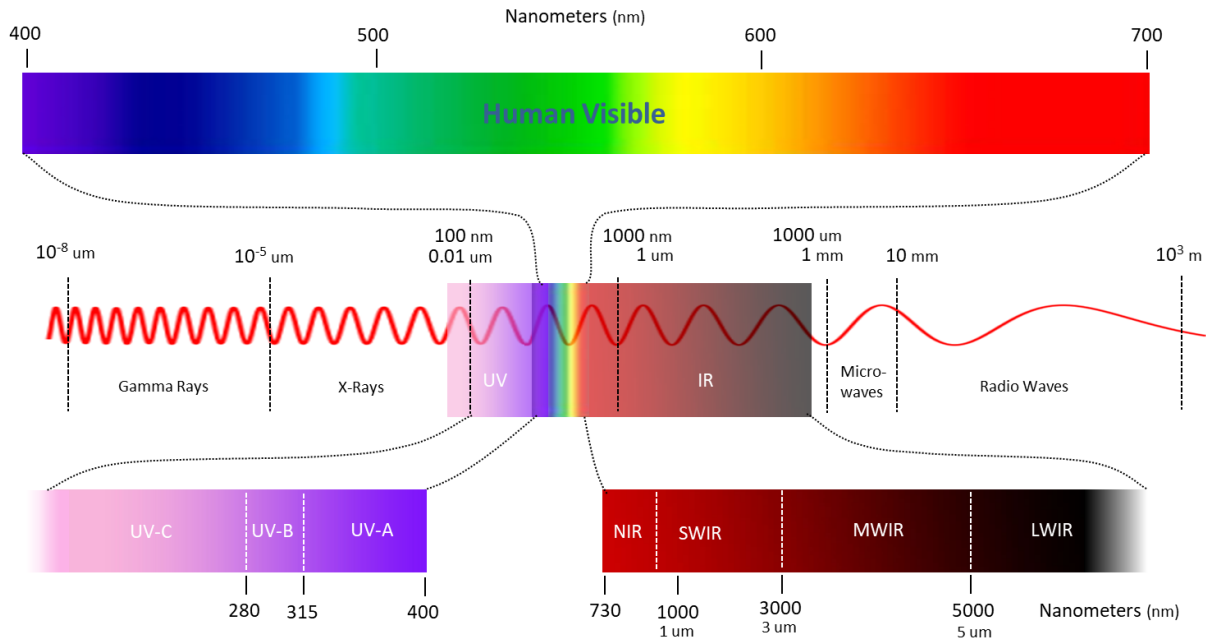 Nanometers (nm)
400 500 600 700
Human Visible
10-8 um
10-5 um
100 nm
0.01 um
1000 nm
1 um
1000 um
1 mm
10 mm
103 m
Gamma Rays
X-Rays
UV
IR
Micro-
waves
Radio Waves
UV-C UV-B UV-A
280 315 400
NIR SWIR MWIR LWIR
730 1000 3000 5000 Nanometers (nm)
1 um 3 um 5 um